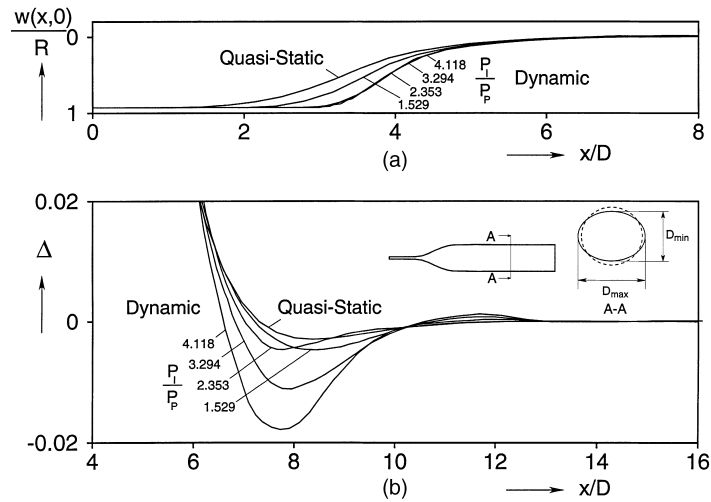 w(x,0)
R
0
1
Quasi-Static
4.118
3.294
2.353
1.529
P_I
P_P
Dynamic
0 2 4 6 8
(a)
x/D
0.02
Δ
0
-0.02
Dynamic
Quasi-Static
4.118
3.294
2.353
1.529
P_I
P_P
A
A
D_min
D_max
A-A
4 6 8 10 12 14 16
(b)
x/D